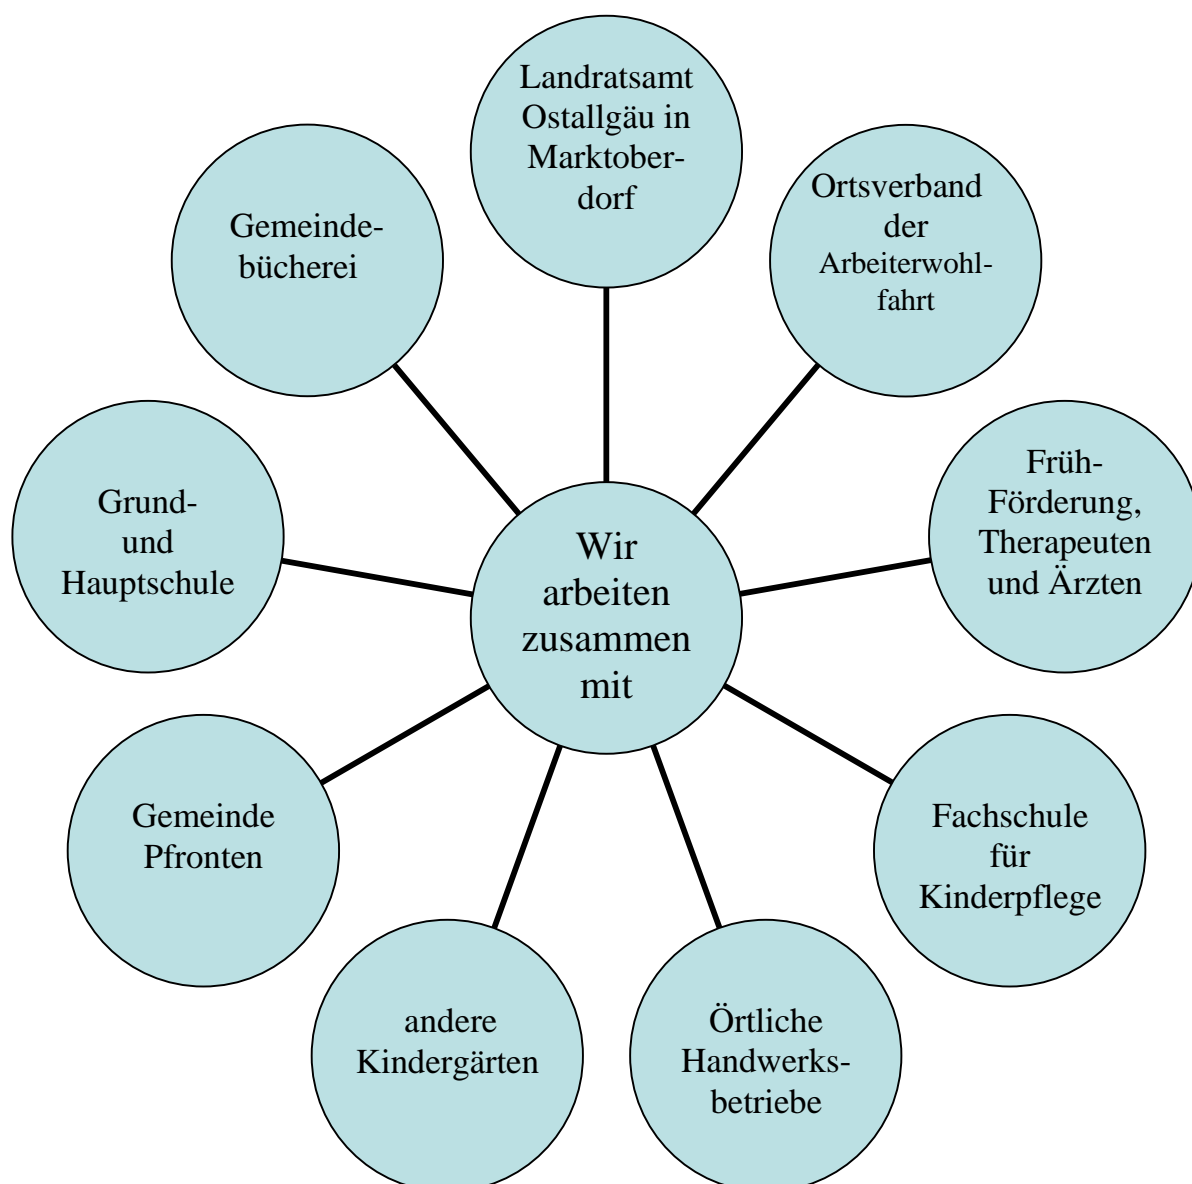 Landratsamt
Ostallgäu in
Marktober-
dorf
Ortsverband
der
Arbeiterwohl-
fahrt
Früh-
Förderung,
Therapeuten
und Ärzten
Fachschule
für
Kinderpflege
Örtliche
Handwerks-
betriebe
andere
Kindergärten
Gemeinde
Pfronten
Grund-
und
Hauptschule
Gemeinde-
bücherei
Wir
arbeiten
zusammen
mit